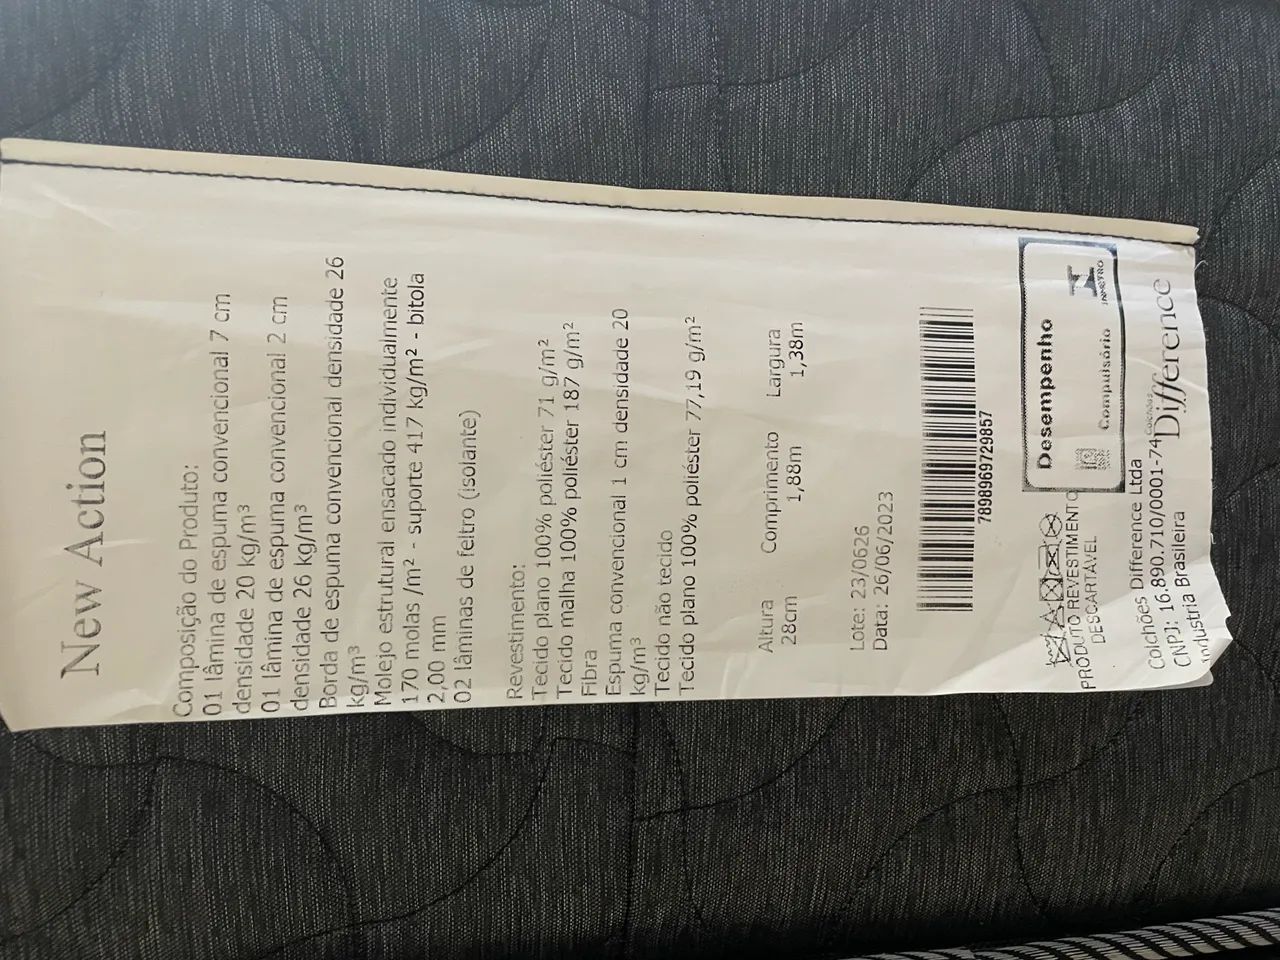 New Action
Composição do Produto:
01 lâmina de espuma convencional 7 cm
densidade 20 kg/m³
01 lâmina de espuma convencional 2 cm
densidade 26 kg/m³
Borda de espuma convencional densidade 26
kg/m³
Molejo estrutural ensacado individualmente
170 molas /m² - suporte 417 kg/m² - bitola
2,00 mm
02 lâminas de feltro (isolante)
Revestimento:
Tecido plano 100% poliéster 71 g/m²
Tecido malha 100% poliéster 187 g/m²
Fibra
Espuma convencional 1 cm densidade 20
kg/m³
Tecido não tecido
Tecido plano 100% poliéster 77,19 g/m²
Altura Comprimento Largura
28cm 1,88m 1,38m
Lote: 23/0626
Data: 26/06/2023
7898969729857
PRODUTO REVESTIMENTO
DESCARTÁVEL
Desempenho
Compulsório
INMETRO
Colchões Difference Ltda
CNPJ: 16.890.710/0001-74
Indústria Brasileira
Colchões
Difference